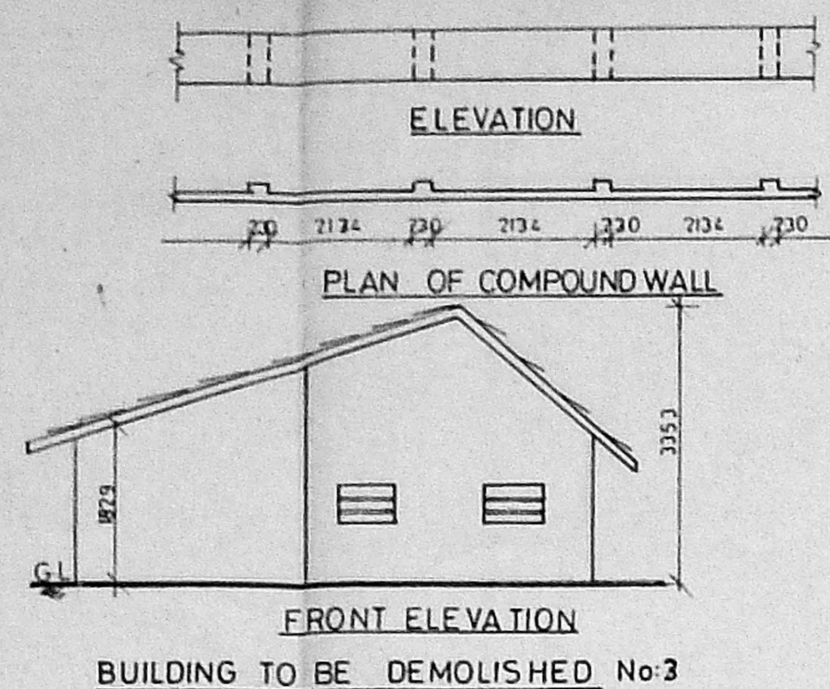 ELEVATION
230 2134 230 2134 230 2134 230
PLAN OF COMPOUND WALL
3353
1829
G.L
FRONT ELEVATION
BUILDING TO BE DEMOLISHED No:3